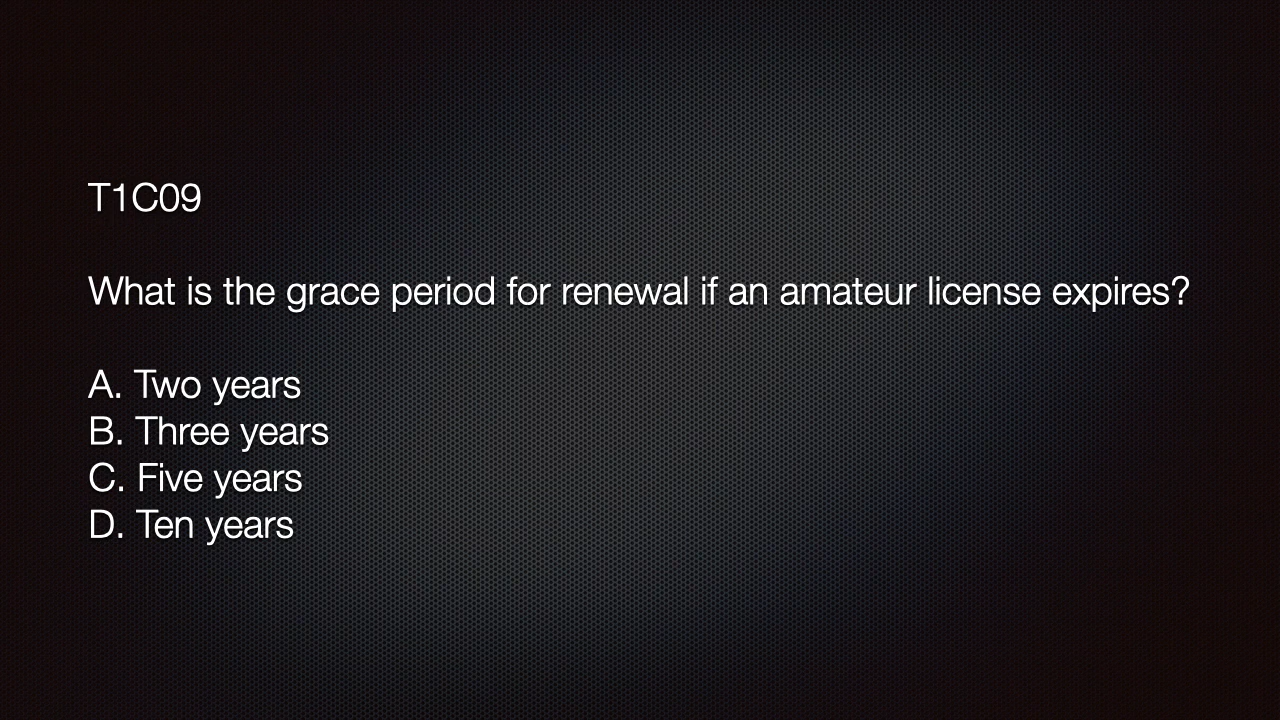 T1C09
What is the grace period for renewal if an amateur license expires?
A. Two years
B. Three years
C. Five years
D. Ten years